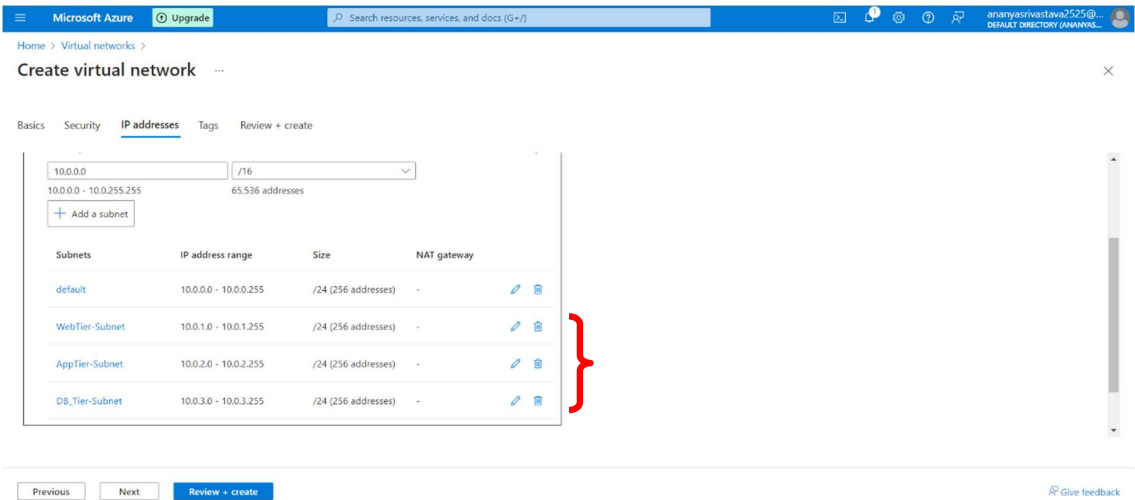 Microsoft Azure
Upgrade
Search resources, services, and docs (G+/)
1
ananyasrivastava2525@...
DEFAULT DIRECTORY (ANANYAS...
Home > Virtual networks >
Create virtual network ...
Basics Security IP addresses Tags Review + create
10.0.0.0 /16
10.0.0.0 - 10.0.255.255 65,536 addresses
+ Add a subnet
Subnets IP address range Size NAT gateway
default 10.0.0.0 - 10.0.0.255 /24 (256 addresses) -
WebTier-Subnet 10.0.1.0 - 10.0.1.255 /24 (256 addresses) -
AppTier-Subnet 10.0.2.0 - 10.0.2.255 /24 (256 addresses) -
DB_Tier-Subnet 10.0.3.0 - 10.0.3.255 /24 (256 addresses) -
Previous Next Review + create Give feedback